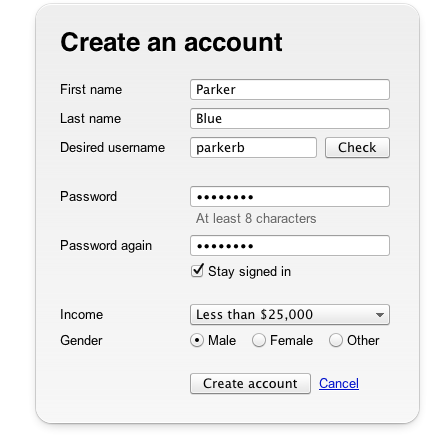 Create an account
First name Parker
Last name Blue
Desired username parkerb Check
Password ••••••••
At least 8 characters
Password again ••••••••
Stay signed in
Income Less than $25,000
Gender Male Female Other
Create account Cancel